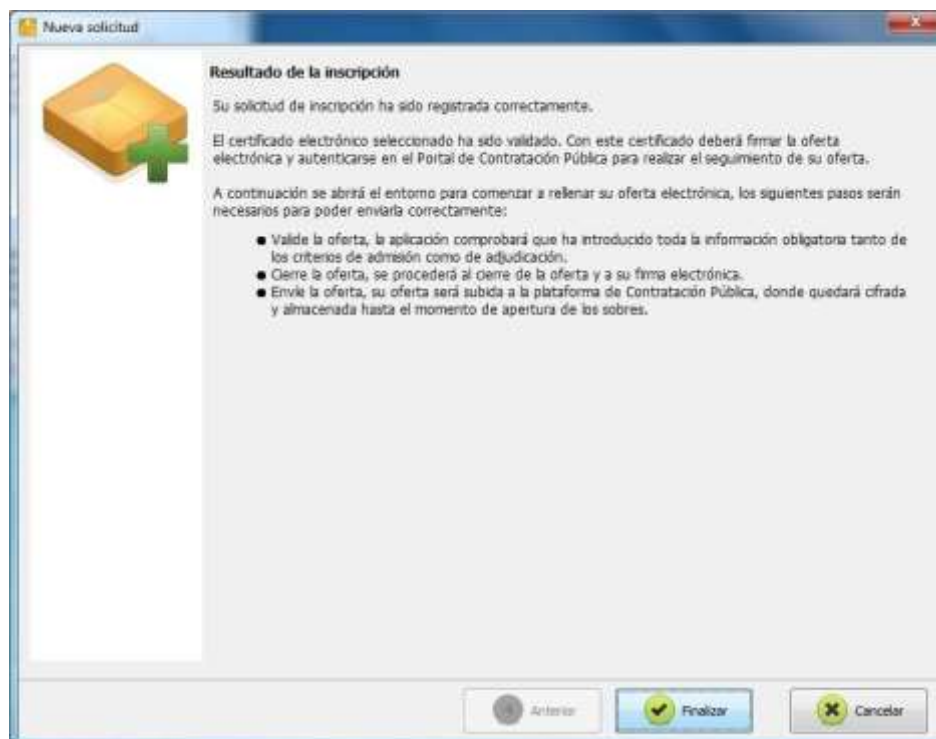 Nueva solicitud
Resultado de la inscripción
Su solicitud de inscripción ha sido registrada correctamente.
El certificado electrónico seleccionado ha sido validado. Con este certificado deberá firmar la oferta
electrónica y autenticarse en el Portal de Contratación Pública para realizar el seguimiento de su oferta.
A continuación se abrirá el entorno para comenzar a rellenar su oferta electrónica, los siguientes pasos serán
necesarios para poder enviarla correctamente:
● Valide la oferta, la aplicación comprobará que ha introducido toda la información obligatoria tanto de
los criterios de admisión como de adjudicación.
● Cierre la oferta, se procederá al cierre de la oferta y a su firma electrónica.
● Envíe la oferta, su oferta será subida a la plataforma de Contratación Pública, donde quedará cifrada
y almacenada hasta el momento de apertura de los sobres.
Anterior
Finalizar
Cancelar